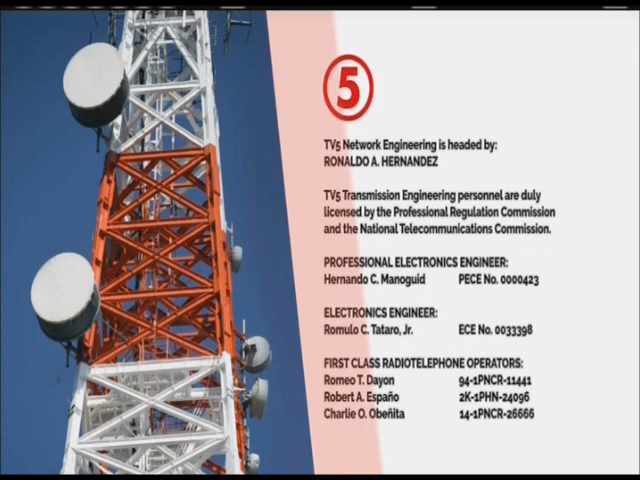 5
TV5 Network Engineering is headed by:
RONALDO A. HERNANDEZ
TV5 Transmission Engineering personnel are duly
licensed by the Professional Regulation Commission
and the National Telecommunications Commission.
PROFESSIONAL ELECTRONICS ENGINEER:
Hernando C. Manoguid PECE No. 0000423
ELECTRONICS ENGINEER:
Romulo C. Tataro, Jr. ECE No. 0033398
FIRST CLASS RADIOTELEPHONE OPERATORS:
Romeo T. Dayon 94-1PNCR-11441
Robert A. Españo 2K-1PHN-24096
Charlie O. Obeñita 14-1PNCR-26666